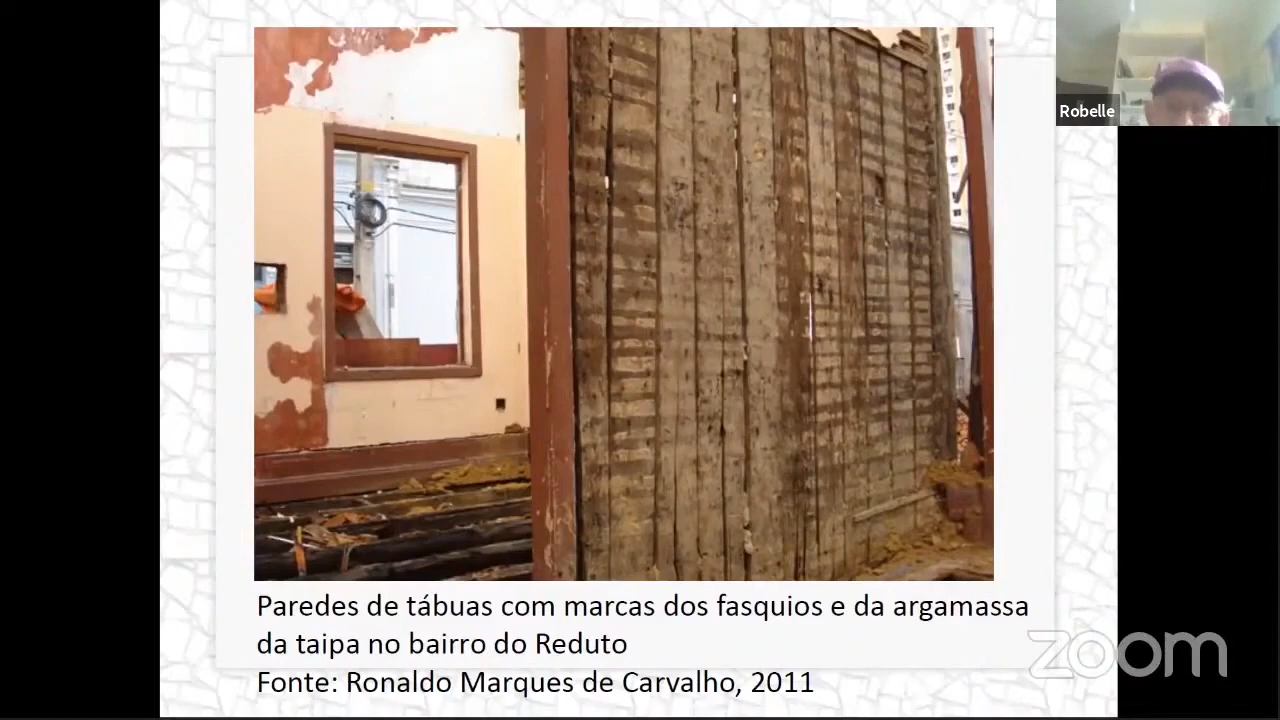 Robelle
Paredes de tábuas com marcas dos fasquios e da argamassa
da taipa no bairro do Reduto
Fonte: Ronaldo Marques de Carvalho, 2011
zoom